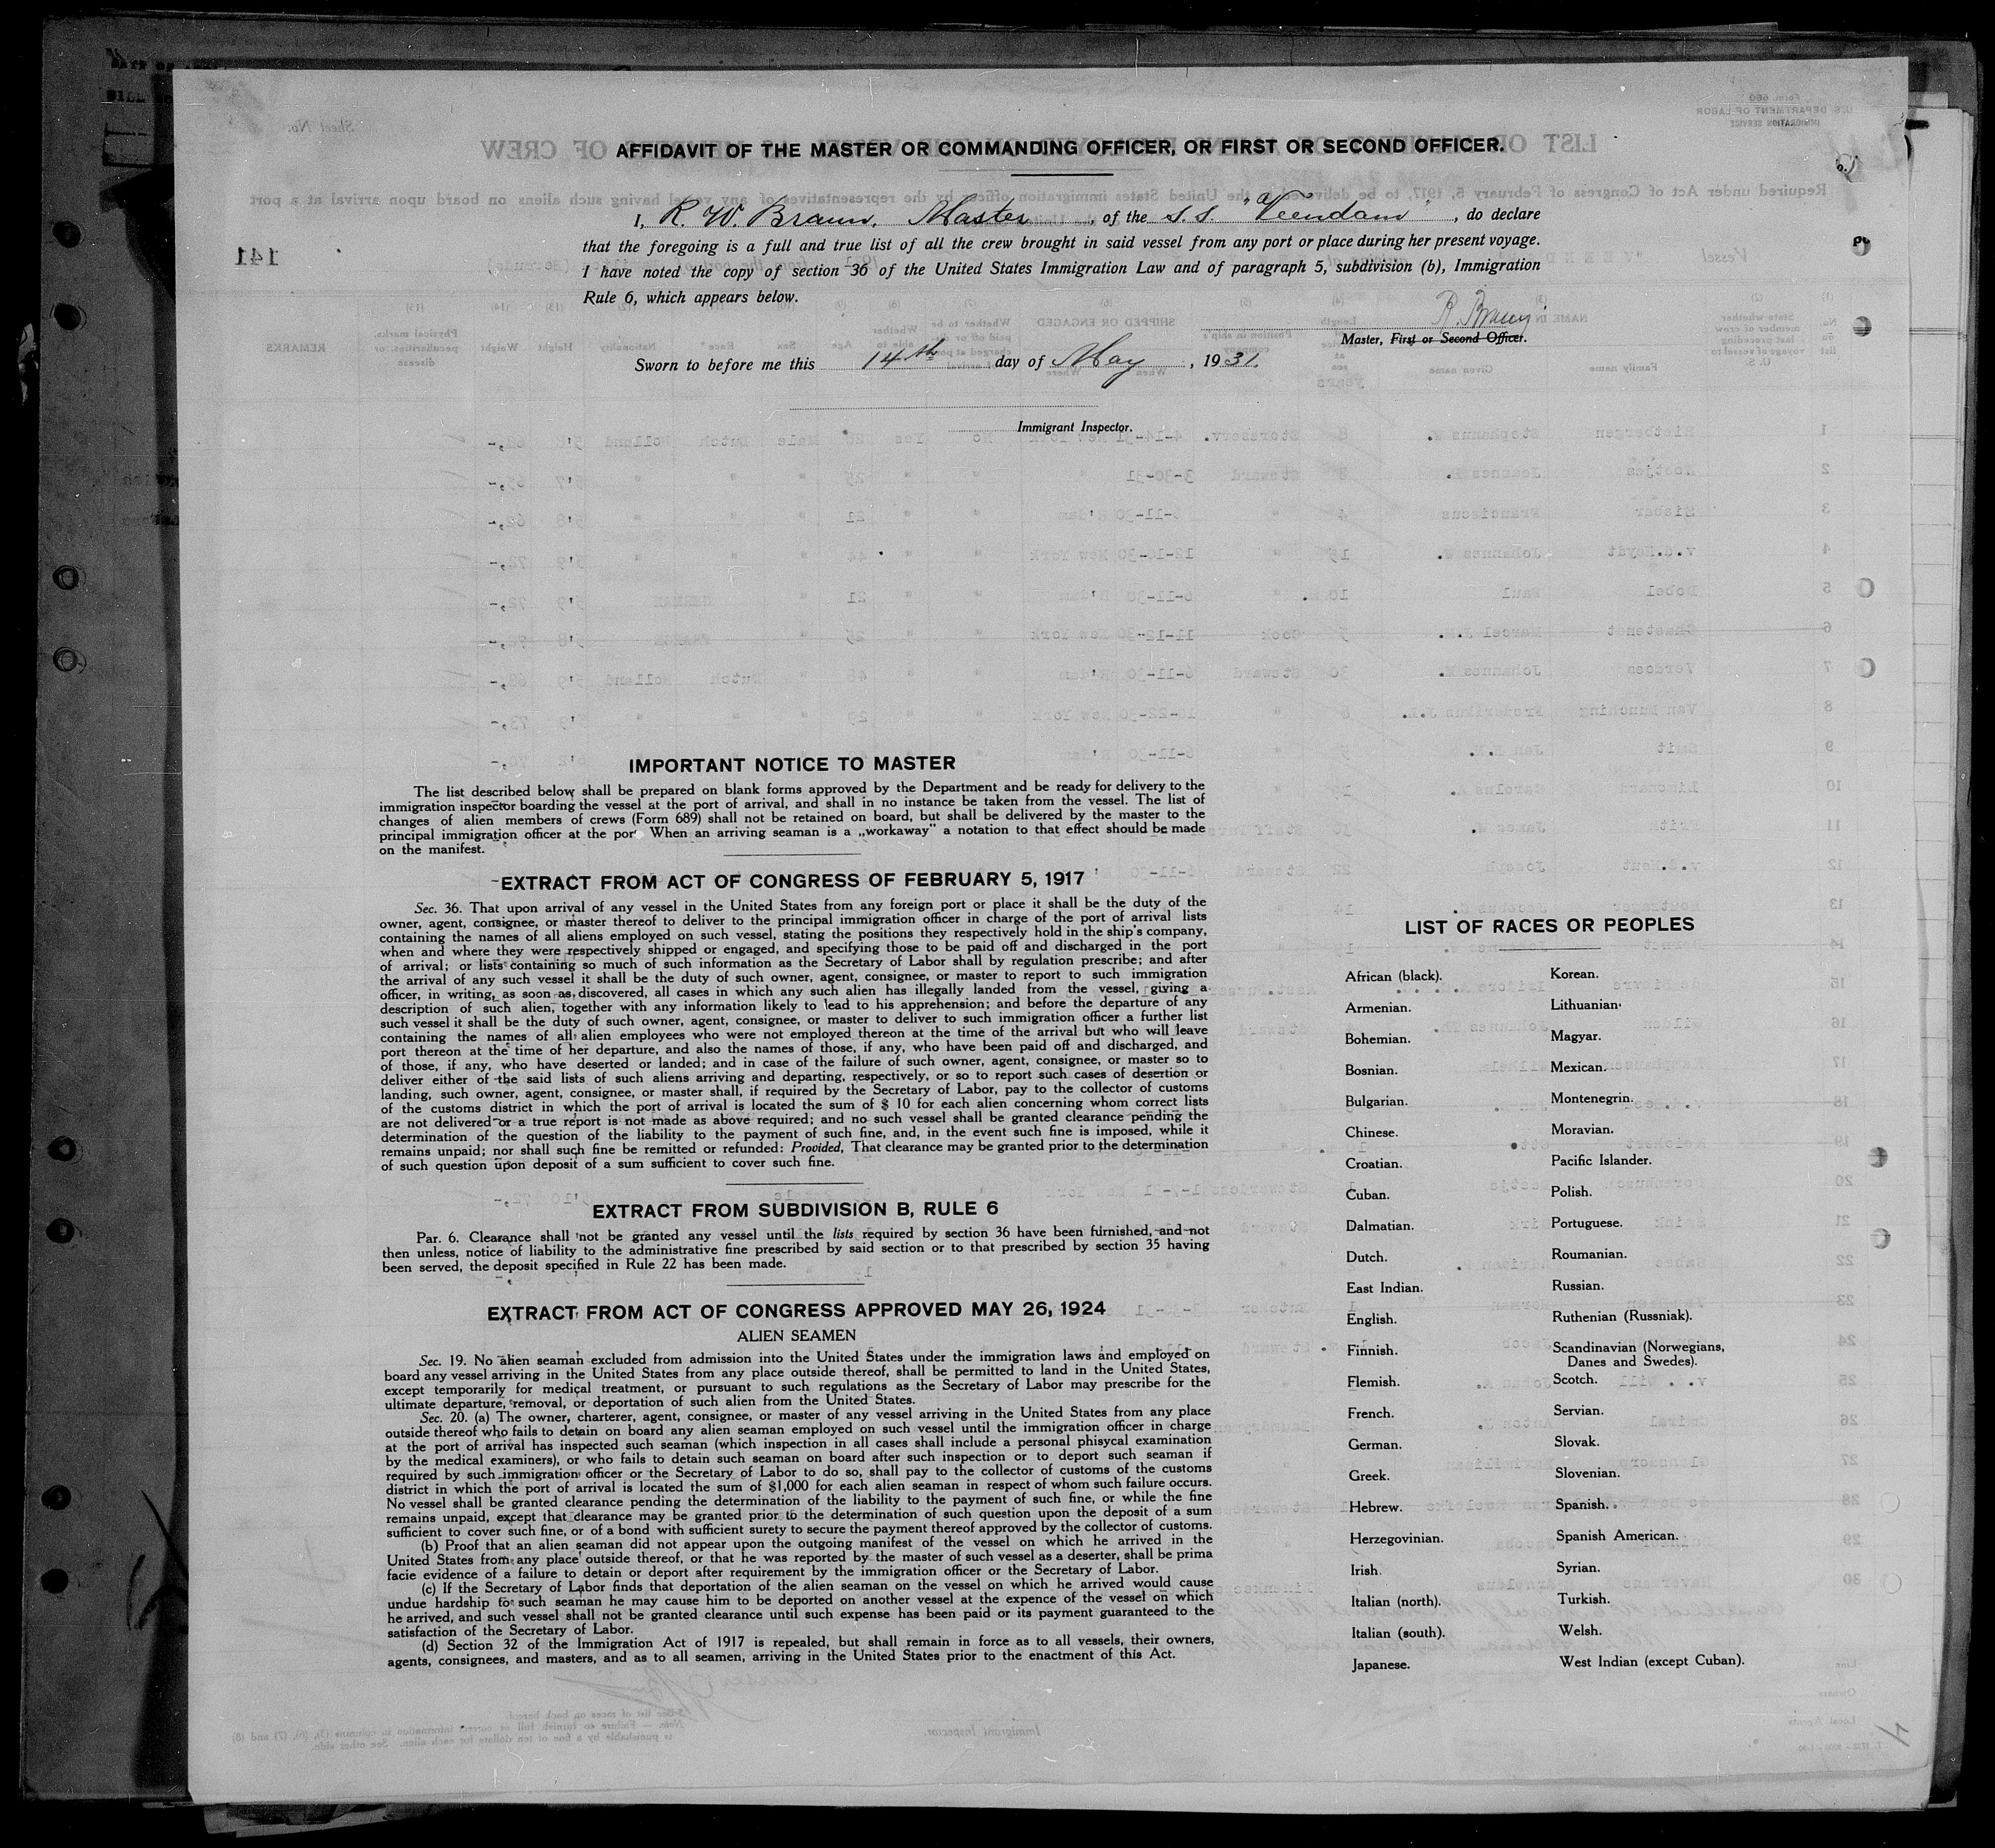 AFFIDAVIT OF THE MASTER OR COMMANDING OFFICER, OR FIRST OR SECOND OFFICER.
I, R. W. Braun, Master, of the s.s. "Veendam", do declare
that the foregoing is a full and true list of all the crew brought in said vessel from any port or place during her present voyage.
I have noted the copy of section 36 of the United States Immigration Law and of paragraph 5, subdivision (b), Immigration
Rule 6, which appears below.
Master, First or Second Officer.
Sworn to before me this 14th day of May, 1931.
Immigrant Inspector.
IMPORTANT NOTICE TO MASTER
The list described below shall be prepared on blank forms approved by the Department and be ready for delivery to the
immigration inspector boarding the vessel at the port of arrival, and shall in no instance be taken from the vessel. The list of
changes of alien members of crews (Form 689) shall not be retained on board, but shall be delivered by the master to the
principal immigration officer at the port. When an arriving seaman is a „workaway” a notation to that effect should be made
on the manifest.
EXTRACT FROM ACT OF CONGRESS OF FEBRUARY 5, 1917
Sec. 36. That upon arrival of any vessel in the United States from any foreign port or place it shall be the duty of the
owner, agent, consignee, or master thereof to deliver to the principal immigration officer in charge of the port of arrival lists
containing the names of all aliens employed on such vessel, stating the positions they respectively hold in the ship's company,
when and where they were respectively shipped or engaged, and specifying those to be paid off and discharged in the port
of arrival; or lists containing so much of such information as the Secretary of Labor shall by regulation prescribe; and after
the arrival of any such vessel it shall be the duty of such owner, agent, consignee, or master to report to such immigration
officer, in writing, as soon as discovered, all cases in which any such alien has illegally landed from the vessel, giving a
description of such alien, together with any information likely to lead to his apprehension; and before the departure of any
such vessel it shall be the duty of such owner, agent, consignee, or master to deliver to such immigration officer a further list
containing the names of all alien employees who were not employed thereon at the time of the arrival but who will leave
port thereon at the time of her departure, and also the names of those, if any, who have been paid off and discharged, and
of those, if any, who have deserted or landed; and in case of the failure of such owner, agent, consignee, or master so to
deliver either of the said lists of such aliens arriving and departing, respectively, or so to report such cases of desertion or
landing, such owner, agent, consignee, or master shall, if required by the Secretary of Labor, pay to the collector of customs
of the customs district in which the port of arrival is located the sum of $ 10 for each alien concerning whom correct lists
are not delivered or a true report is not made as above required; and no such vessel shall be granted clearance pending the
determination of the question of the liability to the payment of such fine, and, in the event such fine is imposed, while it
remains unpaid; nor shall such fine be remitted or refunded: Provided, That clearance may be granted prior to the determination
of such question upon deposit of a sum sufficient to cover such fine.
EXTRACT FROM SUBDIVISION B, RULE 6
Par. 6. Clearance shall not be granted any vessel until the lists required by section 36 have been furnished, and not
then unless, notice of liability to the administrative fine prescribed by said section or to that prescribed by section 35 having
been served, the deposit specified in Rule 22 has been made.
EXTRACT FROM ACT OF CONGRESS APPROVED MAY 26, 1924
ALIEN SEAMEN
Sec. 19. No alien seaman excluded from admission into the United States under the immigration laws and employed on
board any vessel arriving in the United States from any place outside thereof, shall be permitted to land in the United States,
except temporarily for medical treatment, or pursuant to such regulations as the Secretary of Labor may prescribe for the
ultimate departure, removal, or deportation of such alien from the United States.
Sec. 20. (a) The owner, charterer, agent, consignee, or master of any vessel arriving in the United States from any place
outside thereof who fails to detain on board any alien seaman employed on such vessel until the immigration officer in charge
at the port of arrival has inspected such seaman (which inspection in all cases shall include a personal phisycal examination
by the medical examiners), or who fails to detain such seaman on board after such inspection or to deport such seaman if
required by such immigration officer or the Secretary of Labor to do so, shall pay to the collector of customs of the customs
district in which the port of arrival is located the sum of $1,000 for each alien seaman in respect of whom such failure occurs.
No vessel shall be granted clearance pending the determination of the liability to the payment of such fine, or while the fine
remains unpaid, except that clearance may be granted prior to the determination of such question upon the deposit of a sum
sufficient to cover such fine, or of a bond with sufficient surety to secure the payment thereof approved by the collector of customs.
(b) Proof that an alien seaman did not appear upon the outgoing manifest of the vessel on which he arrived in the
United States from any place outside thereof, or that he was reported by the master of such vessel as a deserter, shall be prima
facie evidence of a failure to detain or deport after requirement by the immigration officer or the Secretary of Labor.
(c) If the Secretary of Labor finds that deportation of the alien seaman on the vessel on which he arrived would cause
undue hardship to such seaman he may cause him to be deported on another vessel at the expence of the vessel on which
he arrived, and such vessel shall not be granted clearance until such expense has been paid or its payment guaranteed to the
satisfaction of the Secretary of Labor.
(d) Section 32 of the Immigration Act of 1917 is repealed, but shall remain in force as to all vessels, their owners,
agents, consignees, and masters, and as to all seamen, arriving in the United States prior to the enactment of this Act.
LIST OF RACES OR PEOPLES
African (black).
Armenian.
Bohemian.
Bosnian.
Bulgarian.
Chinese.
Croatian.
Cuban.
Dalmatian.
Dutch.
East Indian.
English.
Finnish.
Flemish.
French.
German.
Greek.
Hebrew.
Herzegovinian.
Irish.
Italian (north).
Italian (south).
Japanese.
Korean.
Lithuanian.
Magyar.
Mexican.
Montenegrin.
Moravian.
Pacific Islander.
Polish.
Portuguese.
Roumanian.
Russian.
Ruthenian (Russniak).
Scandinavian (Norwegians,
Danes and Swedes).
Scotch.
Servian.
Slovak.
Slovenian.
Spanish.
Spanish American.
Syrian.
Turkish.
Welsh.
West Indian (except Cuban).